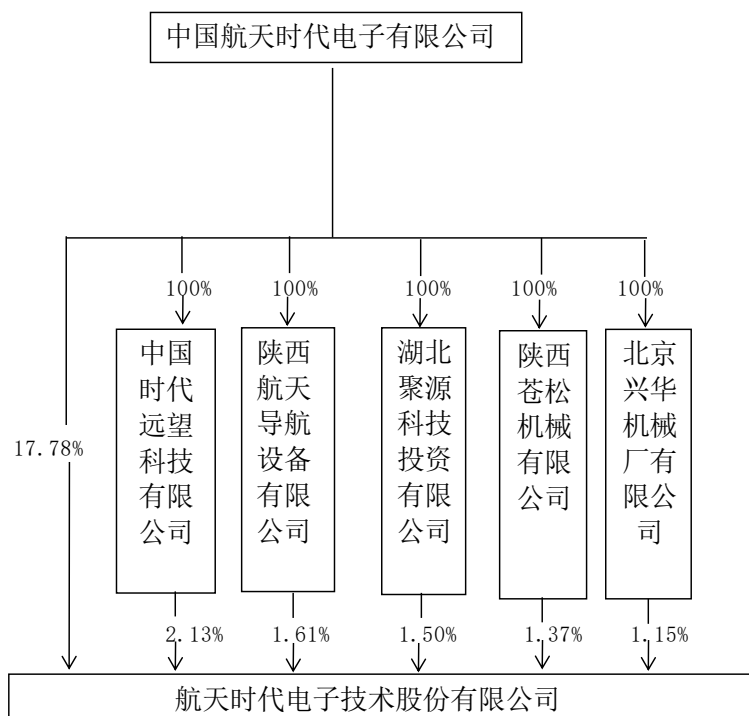 中国航天时代电子有限公司
100%
100%
100%
100%
100%
中国
时代
远望
科技
有限
公司
陕西
航天
导航
设备
有限
公司
湖北
聚源
科技
投资
有限
公司
陕西
苍松
机械
有限
公司
北京
兴华
机械
厂有
限公
司
17.78%
2.13%
1.61%
1.50%
1.37%
1.15%
航天时代电子技术股份有限公司